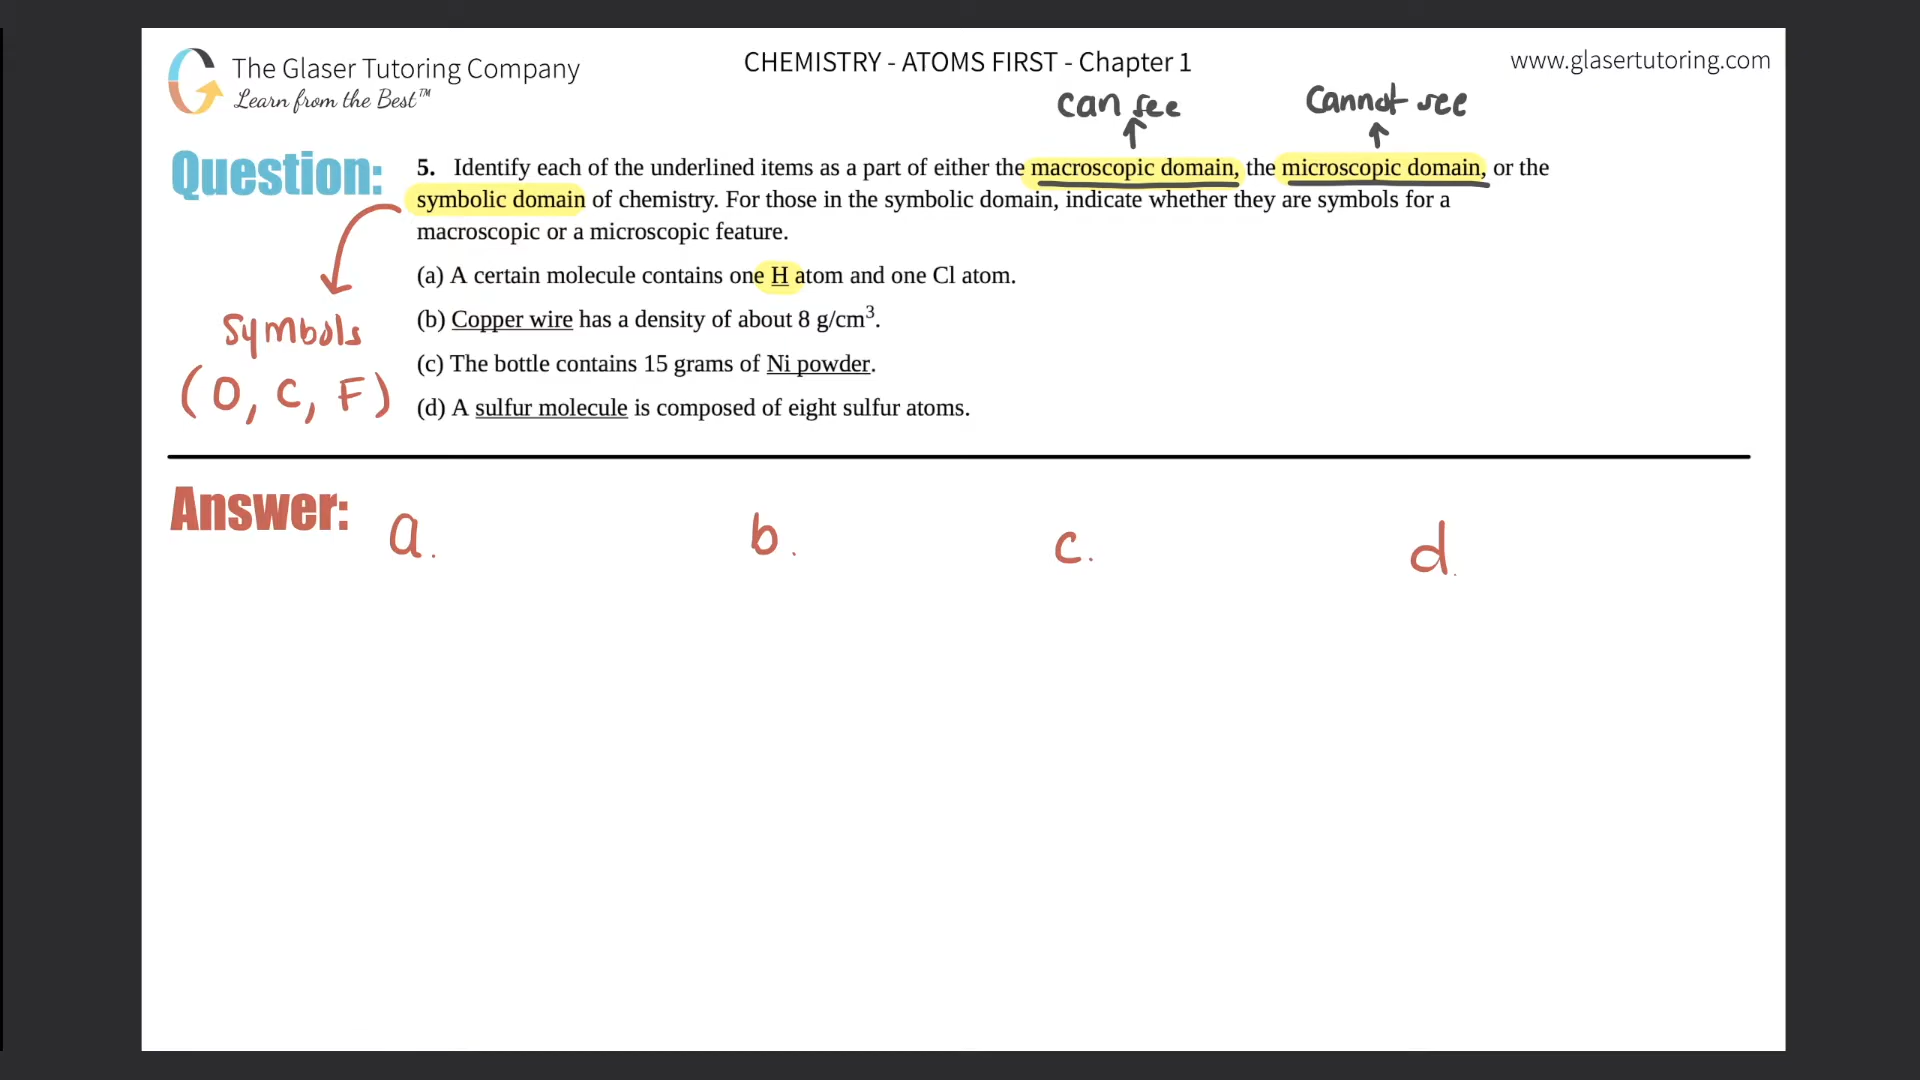 The Glaser Tutoring Company
Learn from the Best™
CHEMISTRY - ATOMS FIRST - Chapter 1
www.glasertutoring.com
can see
Cannot see
Question:
5. Identify each of the underlined items as a part of either the macroscopic domain, the microscopic domain, or the
symbolic domain of chemistry. For those in the symbolic domain, indicate whether they are symbols for a
macroscopic or a microscopic feature.
(a) A certain molecule contains one H atom and one Cl atom.
(b) Copper wire has a density of about 8 g/cm³.
(c) The bottle contains 15 grams of Ni powder.
(d) A sulfur molecule is composed of eight sulfur atoms.
Symbols
(O, C, F)
Answer:
a.
b.
c.
d.